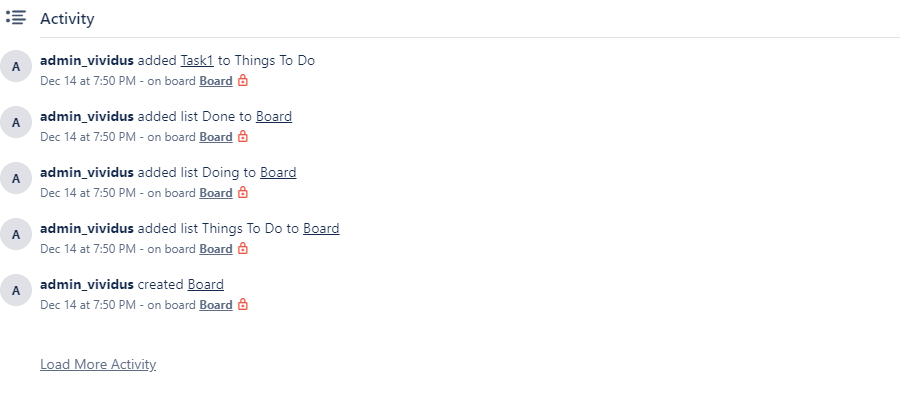 Activity
A
admin_vividus added Task1 to Things To Do
Dec 14 at 7:50 PM - on board Board
A
admin_vividus added list Done to Board
Dec 14 at 7:50 PM - on board Board
A
admin_vividus added list Doing to Board
Dec 14 at 7:50 PM - on board Board
A
admin_vividus added list Things To Do to Board
Dec 14 at 7:50 PM - on board Board
A
admin_vividus created Board
Dec 14 at 7:50 PM - on board Board
Load More Activity